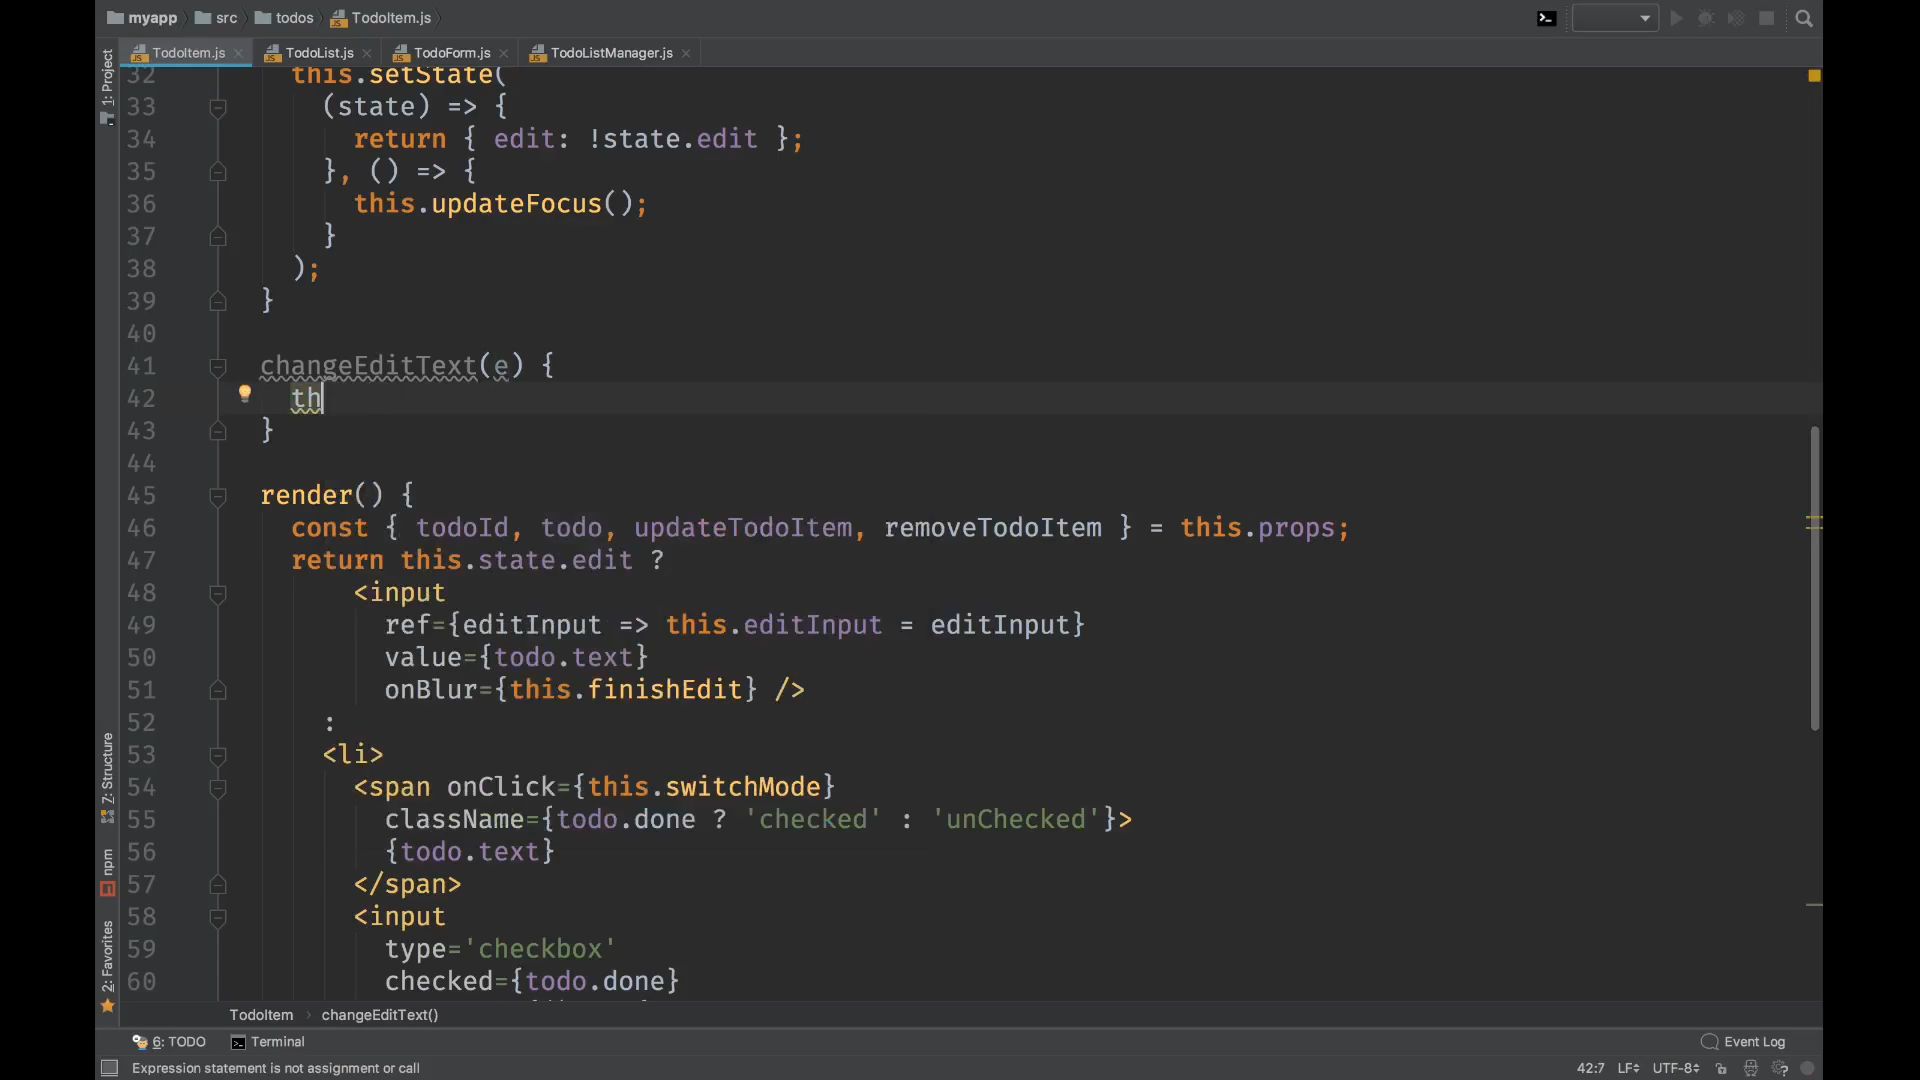 myapp src todos TodoItem.js
TodoItem.js TodoList.js TodoForm.js TodoListManager.js
1: Project
32 this.setState(
33 (state) => {
34 return { edit: !state.edit };
35 }, () => {
36 this.updateFocus();
37 }
38 );
39 }
40
41 changeEditText(e) {
42 th
43 }
44
45 render() {
46 const { todoId, todo, updateTodoItem, removeTodoItem } = this.props;
47 return this.state.edit ?
48 <input
49 ref={editInput => this.editInput = editInput}
50 value={todo.text}
51 onBlur={this.finishEdit} />
52 :
53 <li>
54 <span onClick={this.switchMode}
55 className={todo.done ? 'checked' : 'unChecked'}>
56 {todo.text}
57 </span>
58 <input
59 type='checkbox'
60 checked={todo.done}
Z: Structure
npm
2: Favorites
TodoItem changeEditText()
6: TODO Terminal Event Log
Expression statement is not assignment or call 42:7 LF UTF-8